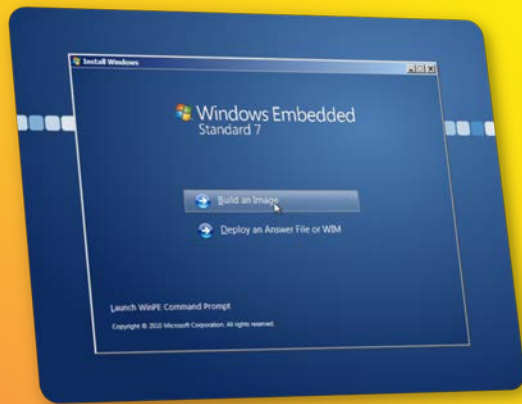 Install Windows
Windows Embedded
Standard 7
Build an Image
Deploy an Answer File or WIM
Launch WinPE Command Prompt
Copyright © 2010 Microsoft Corporation. All rights reserved.